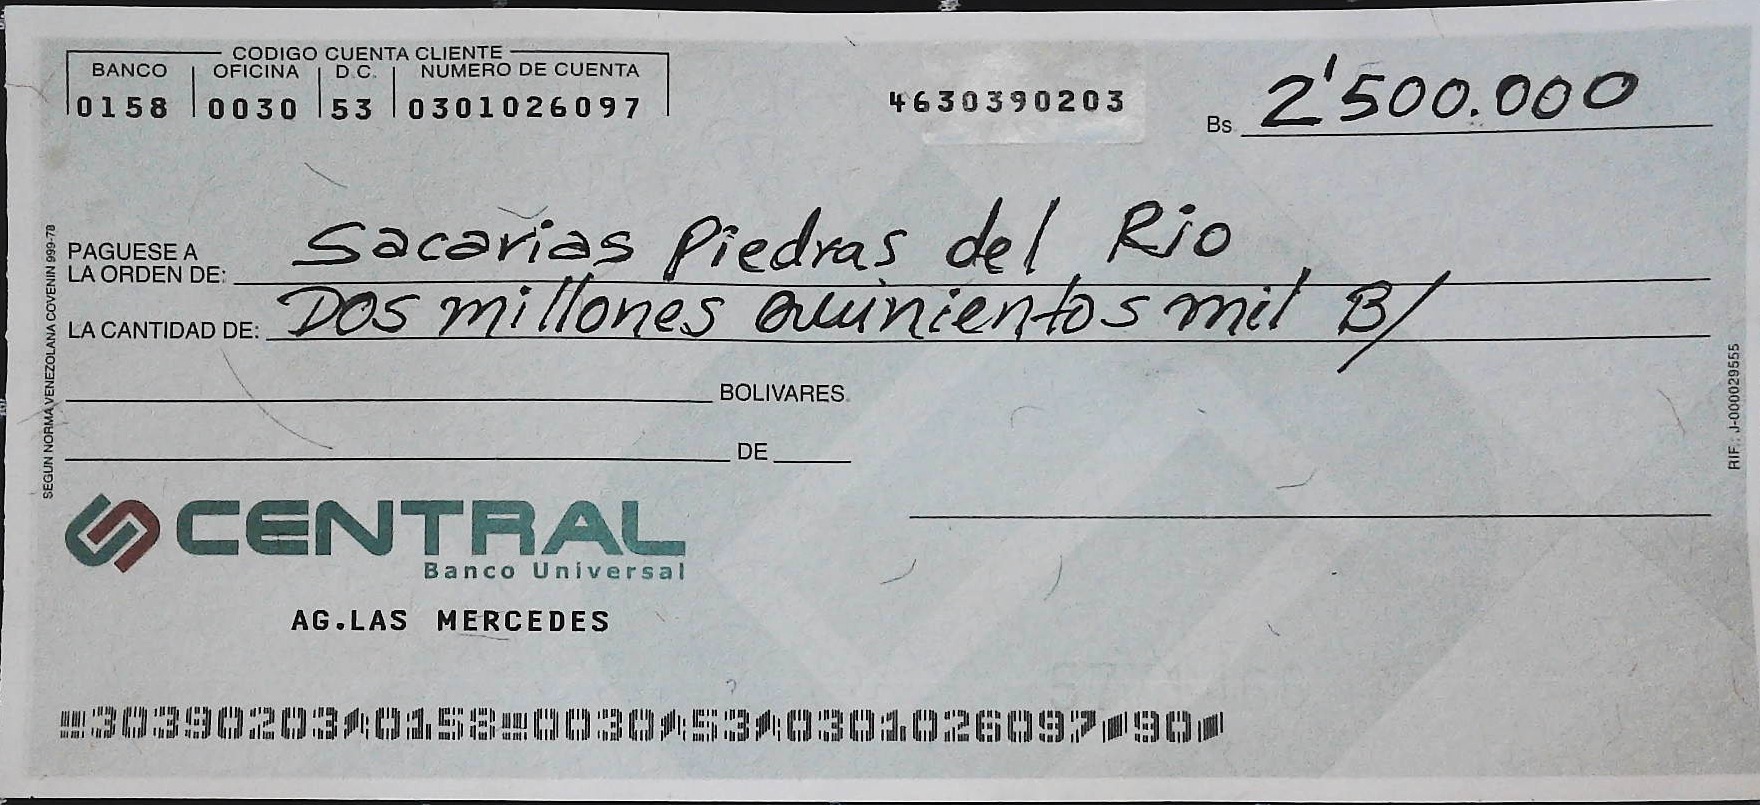 CODIGO CUENTA CLIENTE
BANCO OFICINA D.C. NUMERO DE CUENTA
0158 0030 53 0301026097
4630390203
Bs. 2'500.000
PAGUESE A
LA ORDEN DE: Sacarias Piedras del Rio
LA CANTIDAD DE: Dos millones Quinientos mil B/
BOLIVARES
DE
CENTRAL
Banco Universal
AG.LAS MERCEDES
30390203 0158 0030 53 0301026097 90
SEGUN NORMA VENEZOLANA COVENIN 999-78
RIF.: J-000029555